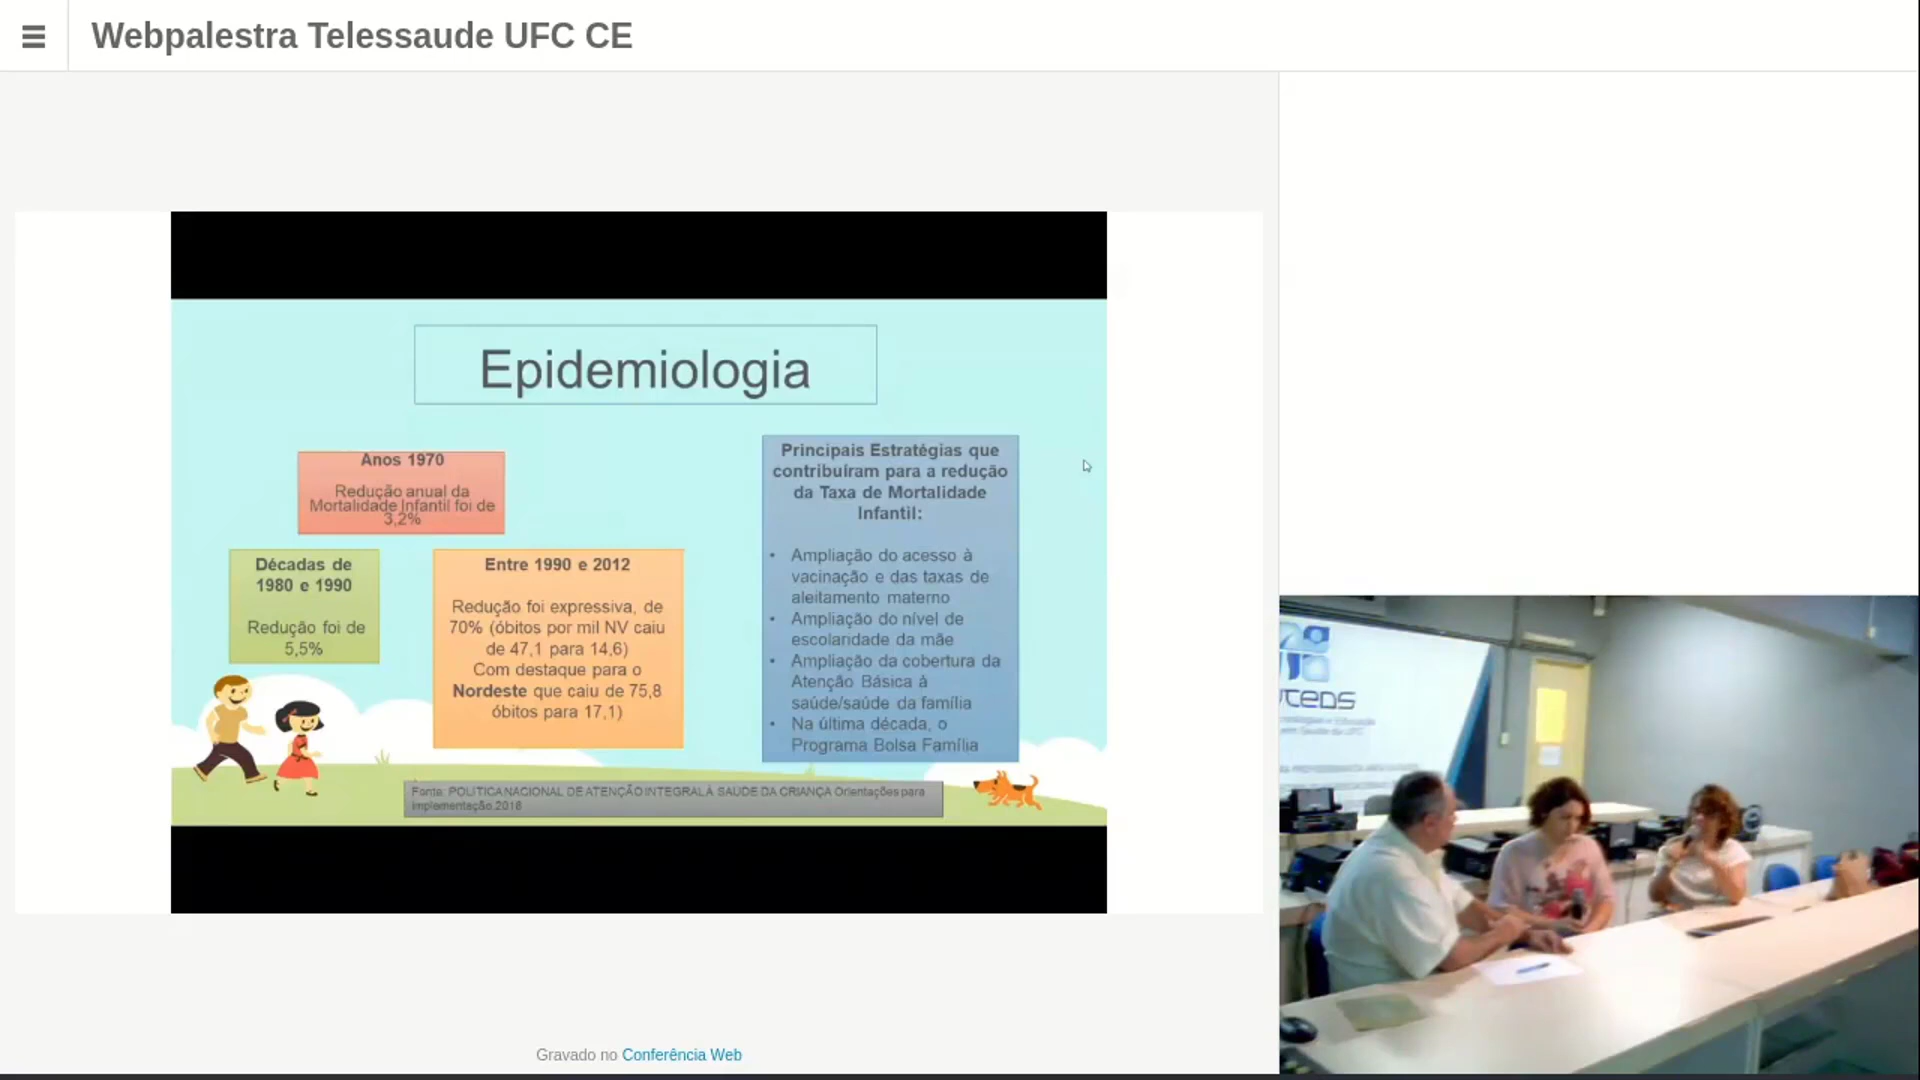 Webpalestra Telessaude UFC CE
Epidemiologia
Anos 1970
Redução anual da
Mortalidade Infantil foi de
3,2%
Décadas de
1980 e 1990
Redução foi de
5,5%
Entre 1990 e 2012
Redução foi expressiva, de
70% (óbitos por mil NV caiu
de 47,1 para 14,6)
Com destaque para o
Nordeste que caiu de 75,8
óbitos para 17,1)
Principais Estratégias que
contribuíram para a redução
da Taxa de Mortalidade
Infantil:
• Ampliação do acesso à
vacinação e das taxas de
aleitamento materno
• Ampliação do nível de
escolaridade da mãe
• Ampliação da cobertura da
Atenção Básica à
saúde/saúde da família
• Na última década, o
Programa Bolsa Família
Fonte: POLITICA NACIONAL DE ATENÇÃO INTEGRAL À SAÚDE DA CRIANÇA Orientações para
implementação.2018
Gravado no Conferência Web